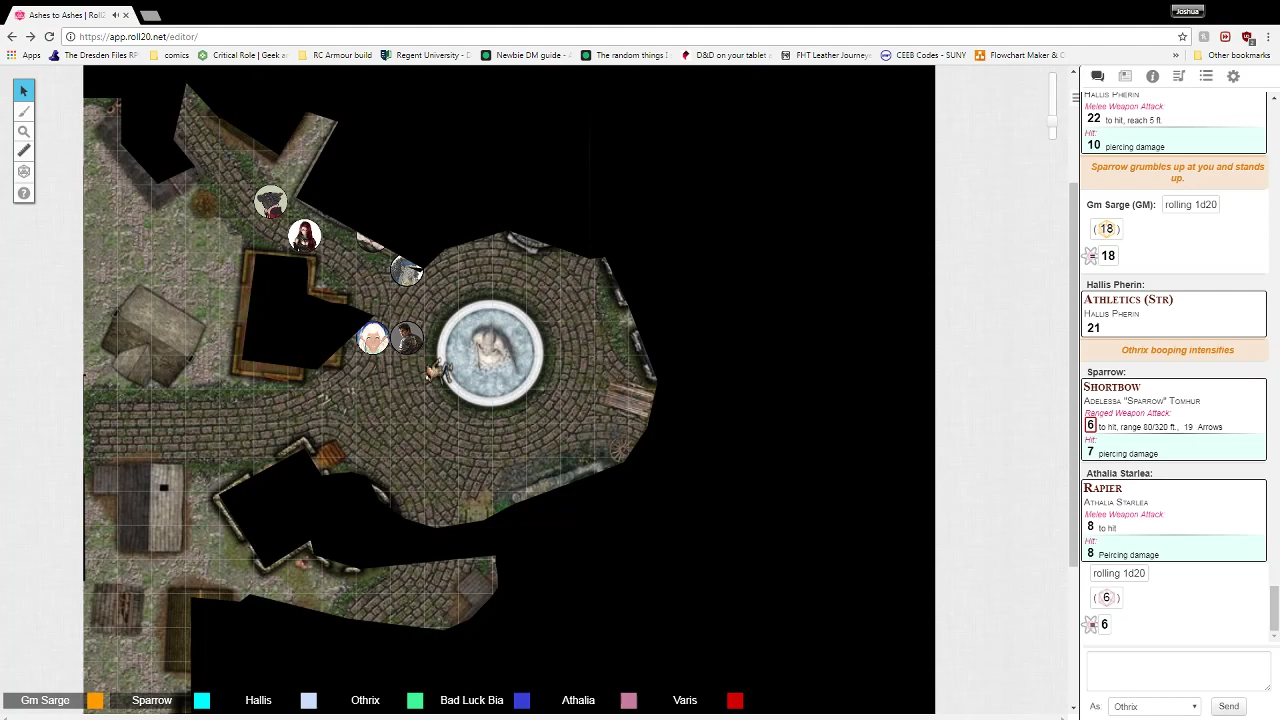 Joshua
Ashes to Ashes | Roll2
https://app.roll20.net/editor/
Apps
The Dresden Files RP
comics
Critical Role | Geek a
RC Armour build
Regent University - D
Newbie DM guide - A
The random things I
D&D on your tablet
FHT Leather Journeys
CEEB Codes - SUNY
Flowchart Maker & C
»
Other bookmarks
HALLIS PHERIN
Melee Weapon Attack:
22 to hit, reach 5 ft.
Hit:
10 piercing damage
Sparrow grumbles up at you and stands
up.
Gm Sarge (GM): rolling 1d20
(18)
= 18
Hallis Pherin:
ATHLETICS (STR)
HALLIS PHERIN
21
Othrix booping intensifies
Sparrow:
SHORTBOW
ADELESSA "SPARROW" TOMHUR
Ranged Weapon Attack:
6 to hit, range 80/320 ft., 19 Arrows
Hit:
7 piercing damage
Athalia Starlea:
RAPIER
ATHALIA STARLEA
Melee Weapon Attack:
8 to hit
Hit:
8 Peircing damage
rolling 1d20
(6)
= 6
As: Othrix Send
Gm Sarge Sparrow Hallis Othrix Bad Luck Bia Athalia Varis